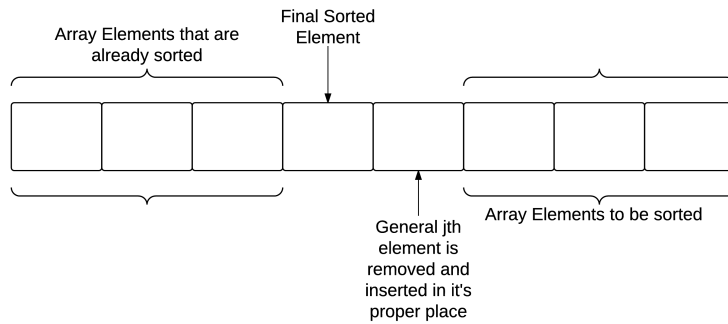 Final Sorted
Element
Array Elements that are
already sorted
Array Elements to be sorted
General jth
element is
removed and
inserted in it's
proper place